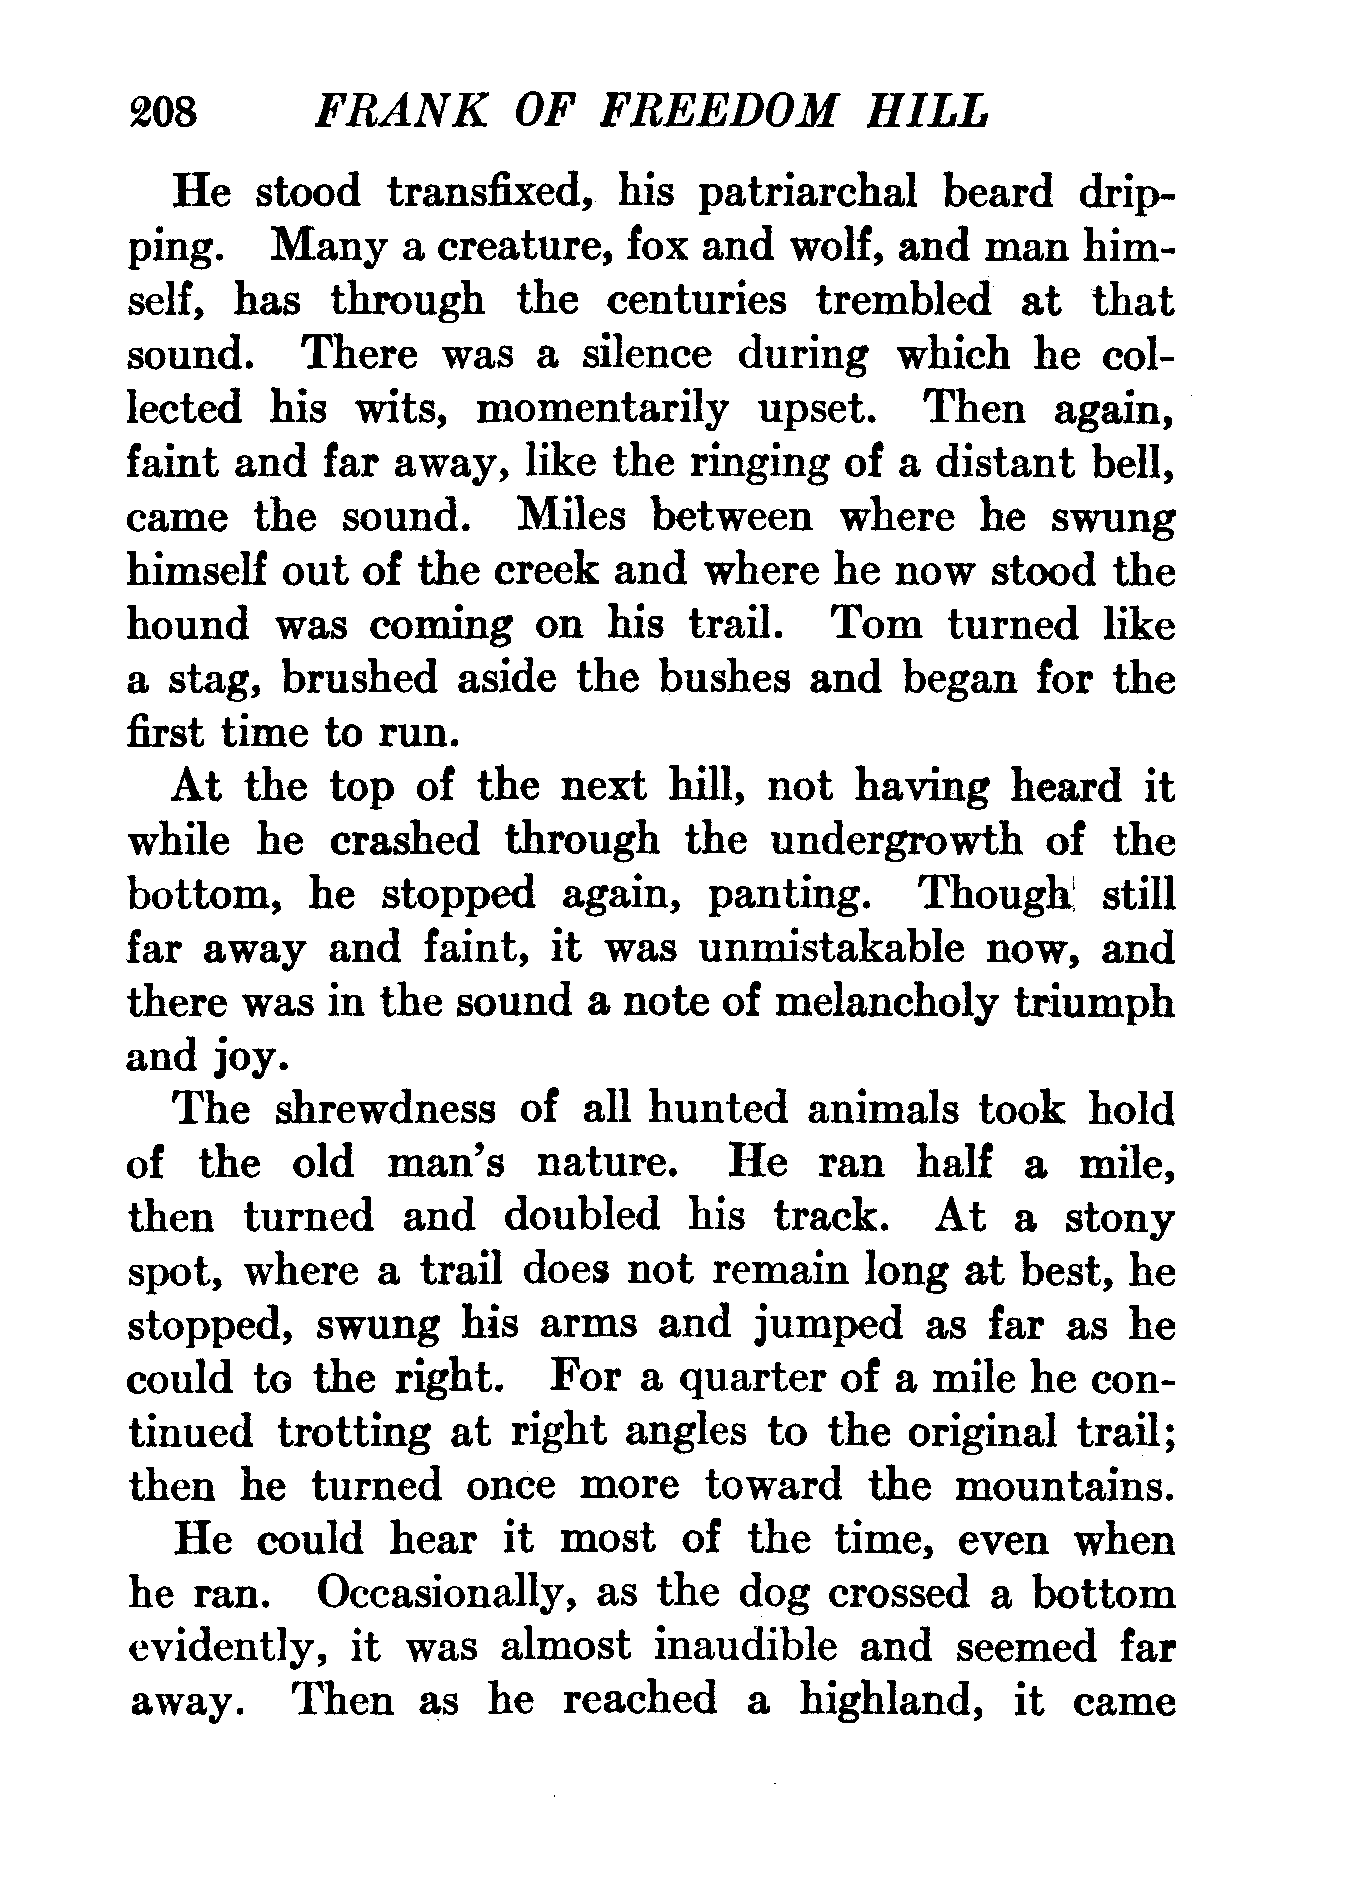 208 FRANK OF FREEDOM HILL
He stood transfixed, his patriarchal beard drip-
ping. Many a creature, fox and wolf, and man him-
self, has through the centuries trembled at that
sound. There was a silence during which he col-
lected his wits, momentarily upset. Then again,
faint and far away, like the ringing of a distant bell,
came the sound. Miles between where he swung
himself out of the creek and where he now stood the
hound was coming on his trail. Tom turned like
a stag, brushed aside the bushes and began for the
first time to run.
At the top of the next hill, not having heard it
while he crashed through the undergrowth of the
bottom, he stopped again, panting. Though still
far away and faint, it was unmistakable now, and
there was in the sound a note of melancholy triumph
and joy.
The shrewdness of all hunted animals took hold
of the old man's nature. He ran half a mile,
then turned and doubled his track. At a stony
spot, where a trail does not remain long at best, he
stopped, swung his arms and jumped as far as he
could to the right. For a quarter of a mile he con-
tinued trotting at right angles to the original trail;
then he turned once more toward the mountains.
He could hear it most of the time, even when
he ran. Occasionally, as the dog crossed a bottom
evidently, it was almost inaudible and seemed far
away. Then as he reached a highland, it came